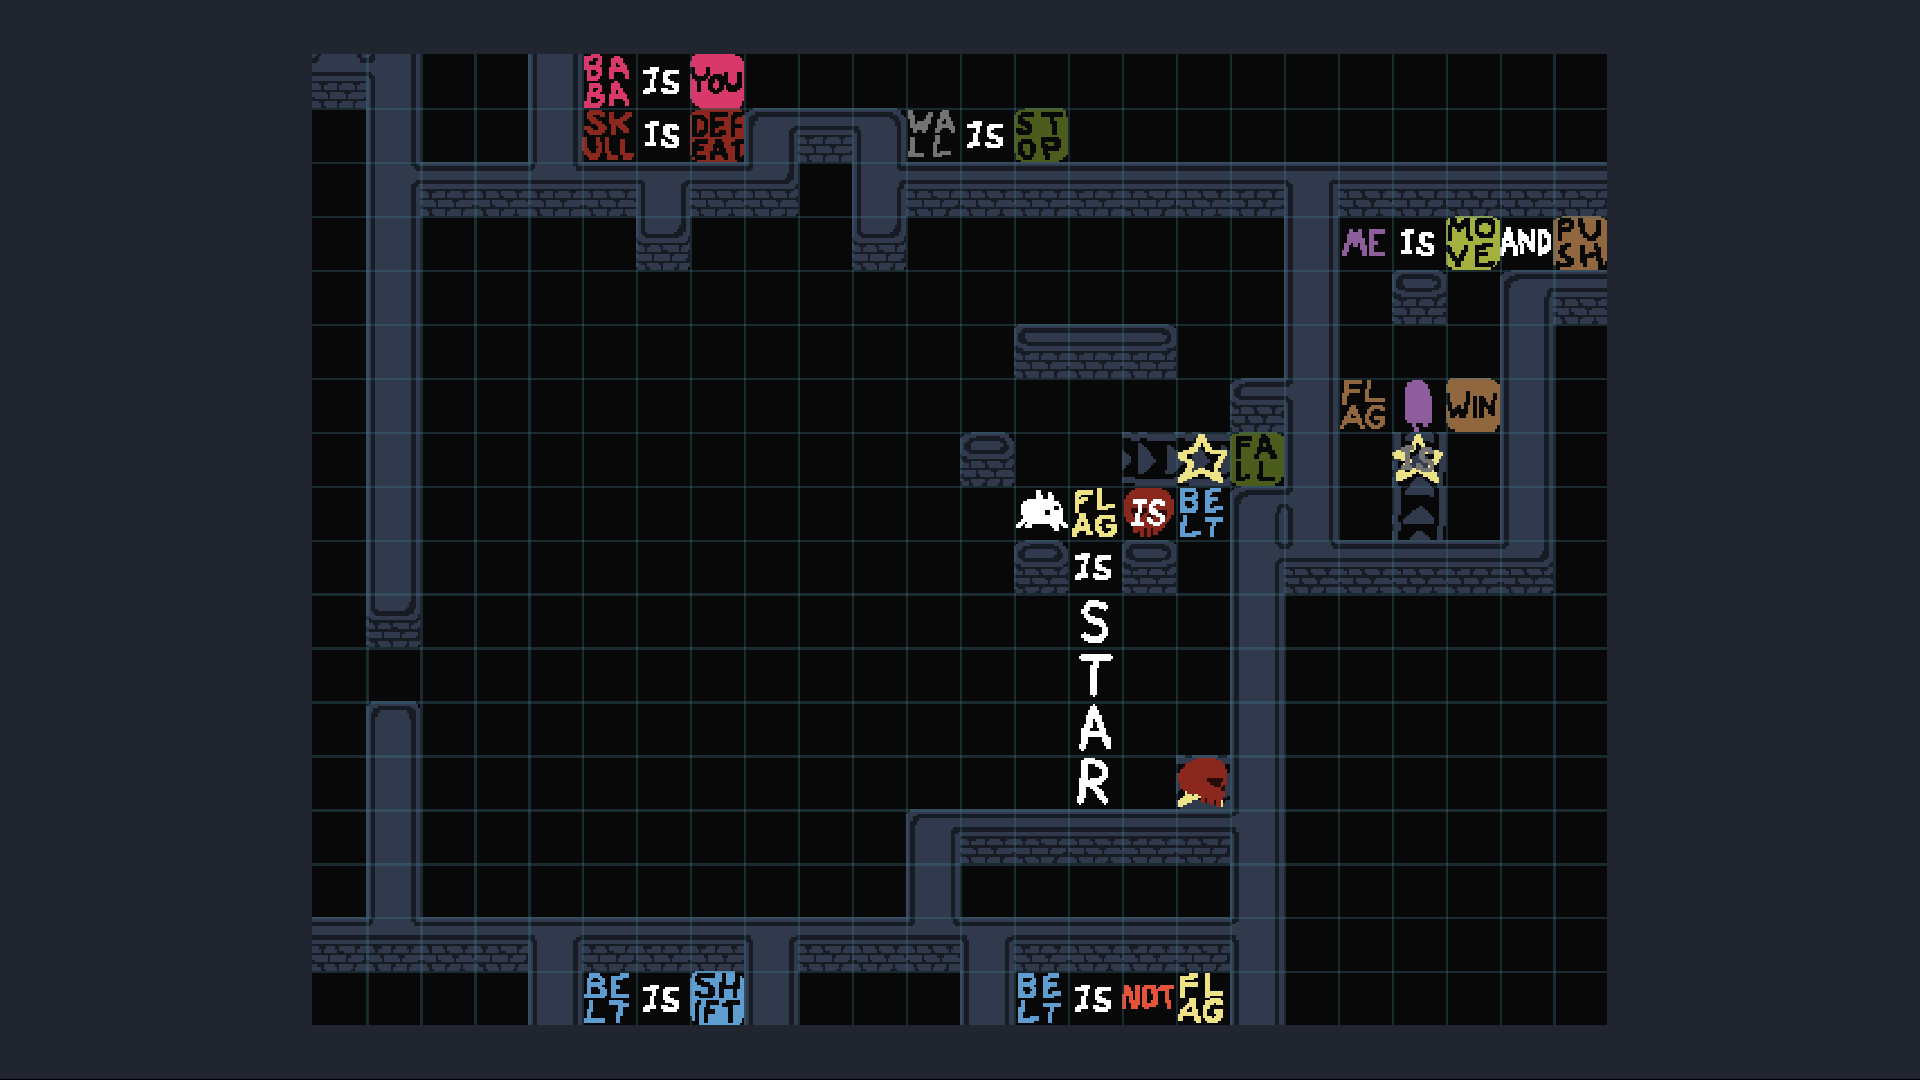 BABA IS YOU
SKULL IS DEFEAT
WALL IS STOP
ME IS MOVE AND PUSH
FLAG WIN
FALL IS
FLAG IS BELT
IS
S
T
A
R
BELT IS SHIFT
BELT IS NOT FLAG